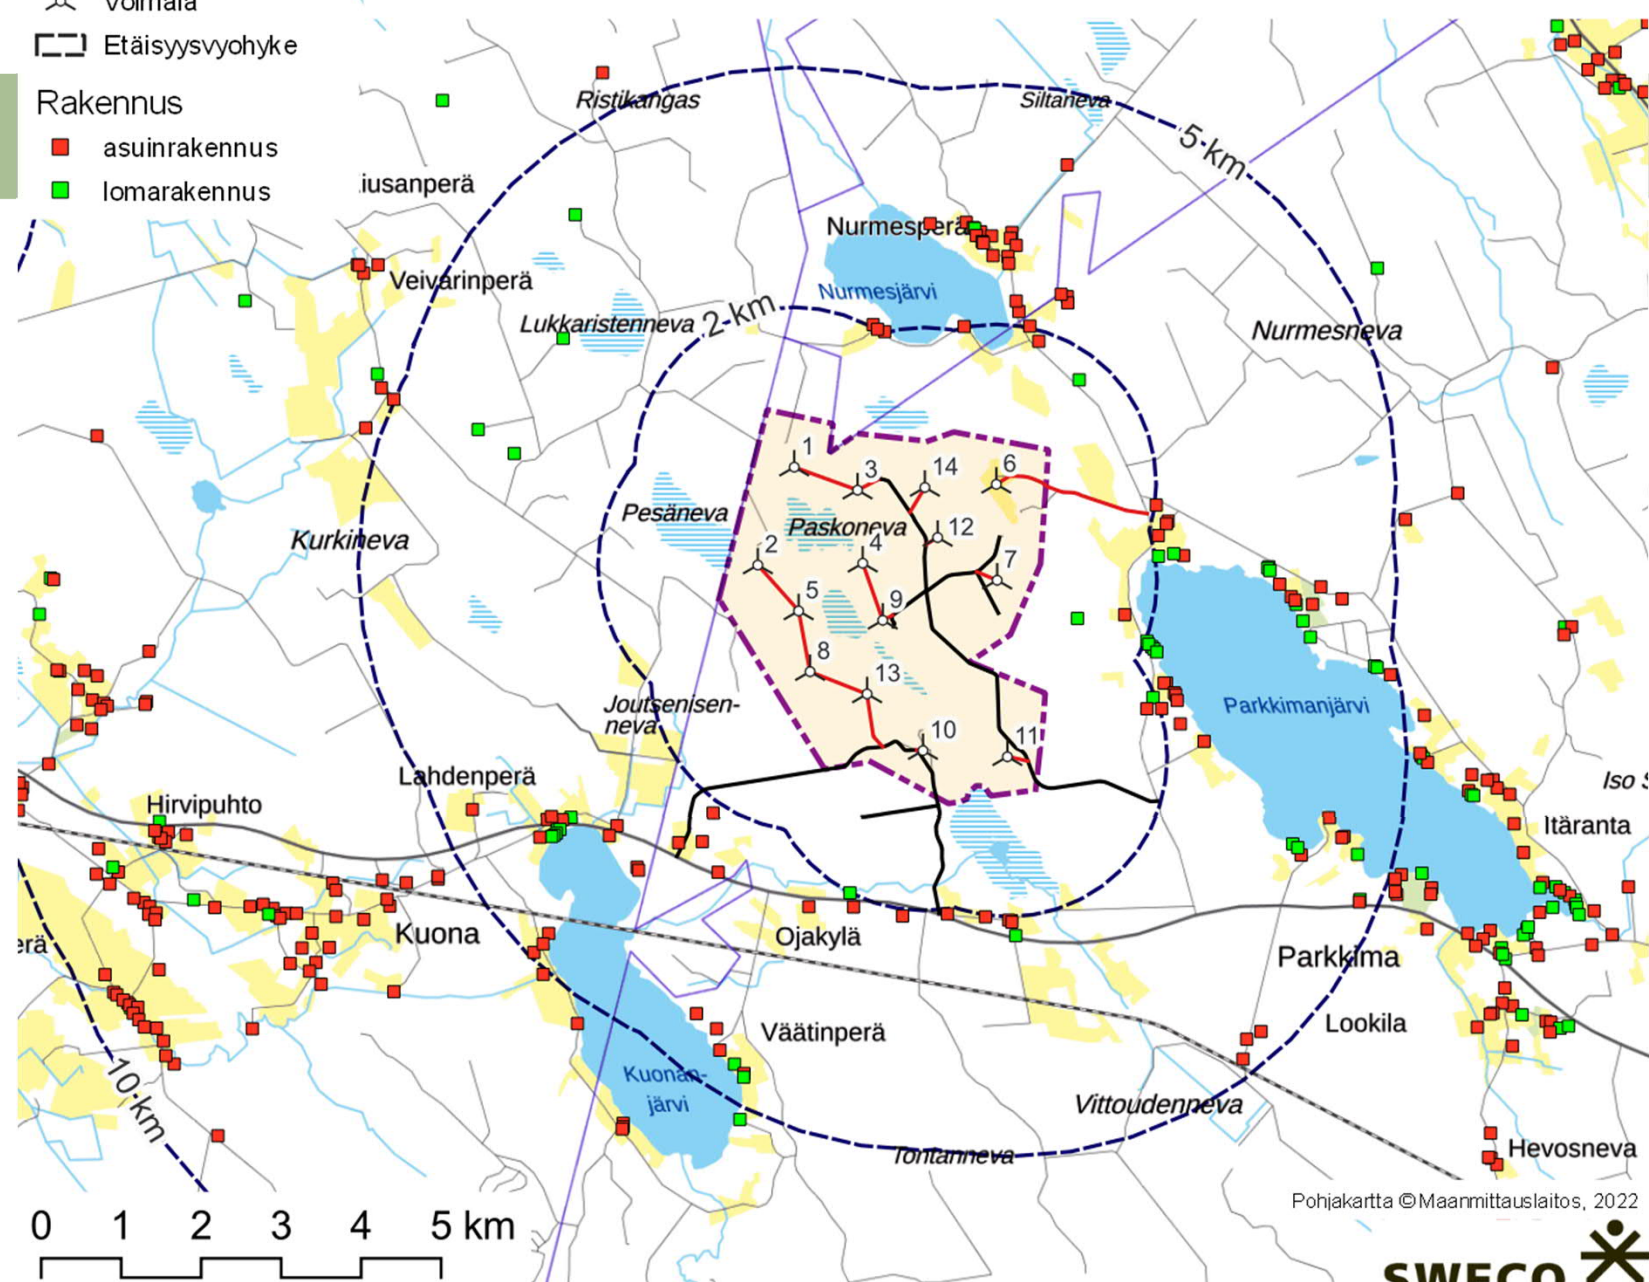 Voimala
Etäisyysvyöhyke
Rakennus
asuinrakennus
lomarakennus
Ristikangas
Siltaneva
5 km
iusanperä
Nurmesperä
Veivarinperä
Nurmesjärvi
Lukkaristenneva
2 km
Nurmesneva
1
3
14
6
Pesäneva
Paskoneva
12
Kurkineva
2
4
7
5
9
8
13
Joutsenisen-
neva
Parkkimanjärvi
10
11
Lahdenperä
Iso
Hirvipuhto
Itäranta
Kuona
Ojakylä
erä
Parkkima
Lookila
Väätinperä
10 km
Kuonan-
järvi
Vittoudenneva
Tontanneva
Hevosneva
Pohjakartta ©Maanmittauslaitos, 2022
0 1 2 3 4 5 km
SWECO